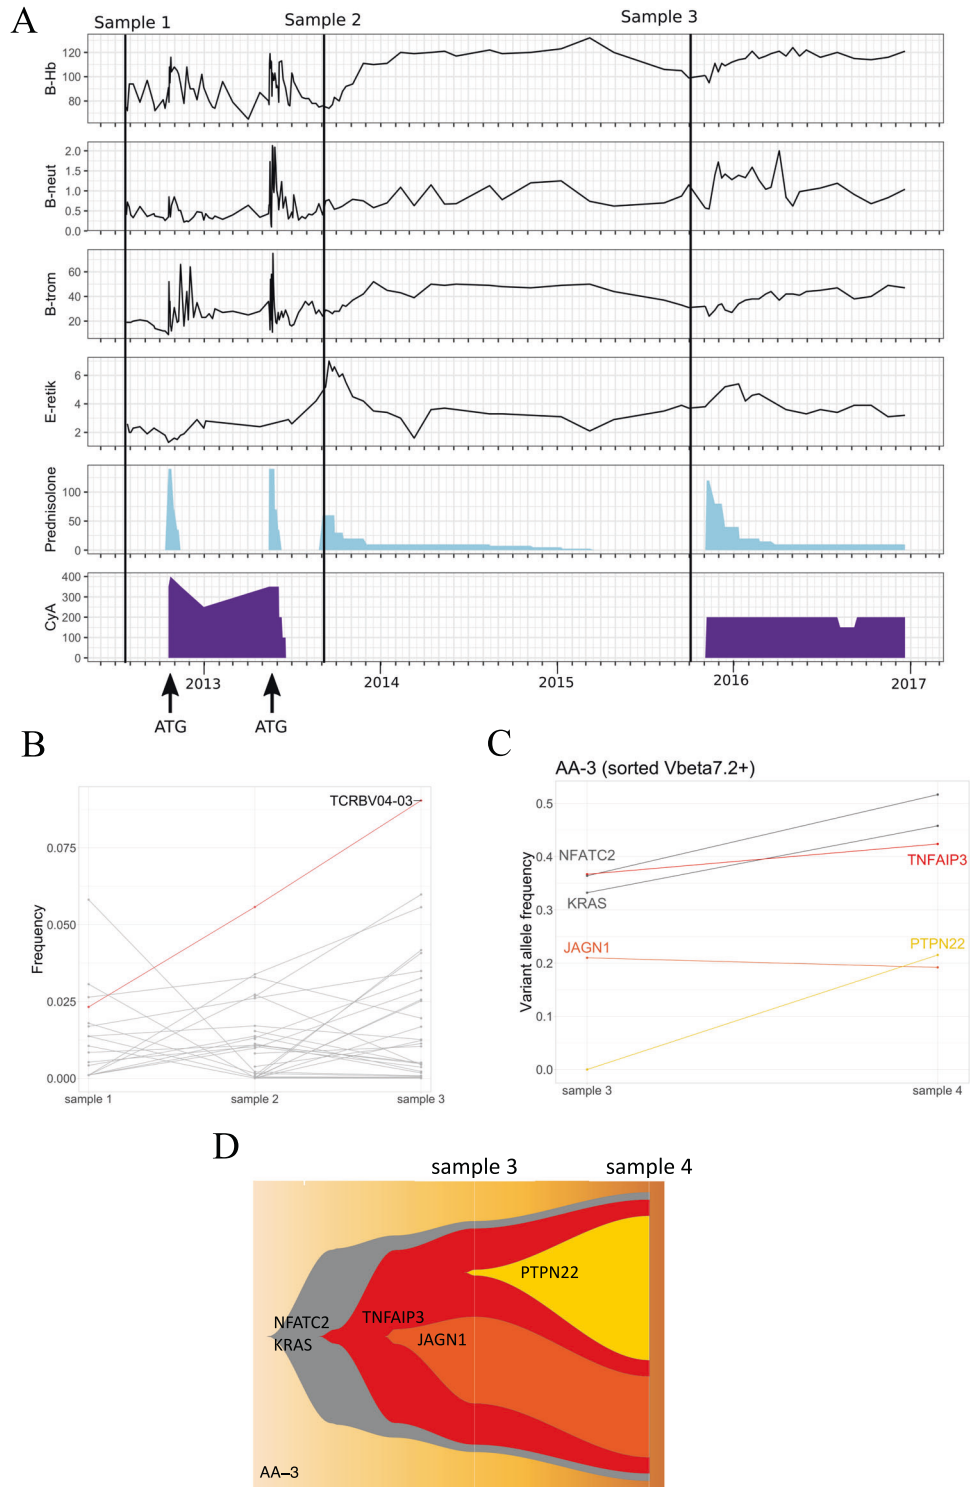 A
Sample 1
Sample 2
Sample 3
B-Hb
120
100
80
B-neut
2.0
1.5
1.0
0.5
0.0
B-trom
60
40
20
E-retik
6
4
2
Prednisolone
100
50
0
CyA
400
300
200
100
0
2013
2014
2015
2016
2017
ATG
ATG
B
Frequency
0.075
0.050
0.025
0.000
TCRBV04-03
sample 1
sample 2
sample 3
C
AA-3 (sorted Vbeta7.2+)
Variant allele frequency
0.5
0.4
0.3
0.2
0.1
0.0
NFATC2
KRAS
JAGN1
TNFAIP3
PTPN22
sample 3
sample 4
D
sample 3
sample 4
PTPN22
NFATC2
TNFAIP3
KRAS
JAGN1
AA–3